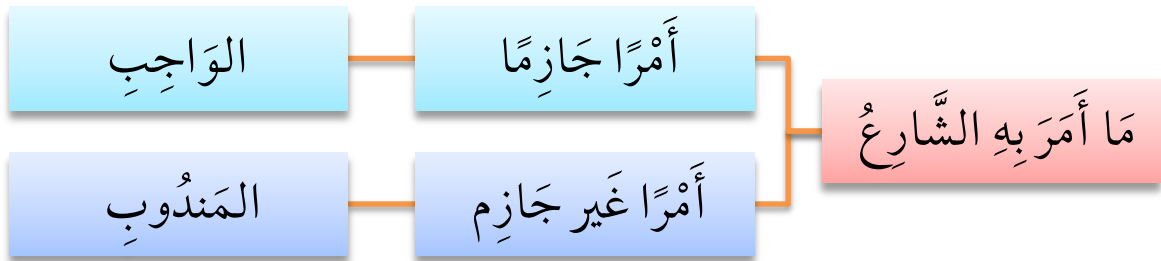 مَا أَمَرَ بِهِ الشَّارِعُ
أَمْرًا جَازِمًا
الوَاجِبِ
أَمْرًا غَير جَازِم
المَندُوبِ